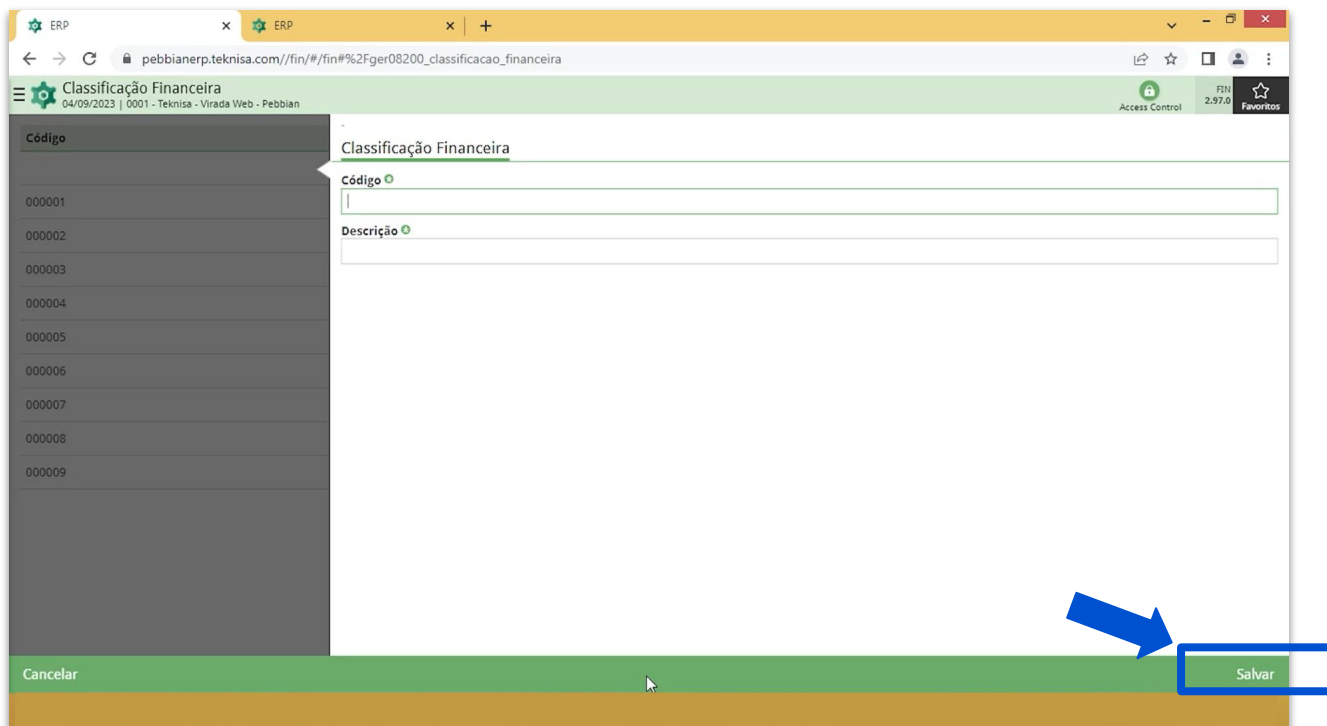 ERP
ERP
pebbianerp.teknisa.com//fin/#/fin#%2Fger08200_classificacao_financeira
Classificação Financeira
04/09/2023 | 0001 - Teknisa - Virada Web - Pebbian
Access Control
FIN
2.97.0
Favoritos
Código
000001
000002
000003
000004
000005
000006
000007
000008
000009
-
Classificação Financeira
Código
Descrição
Cancelar
Salvar